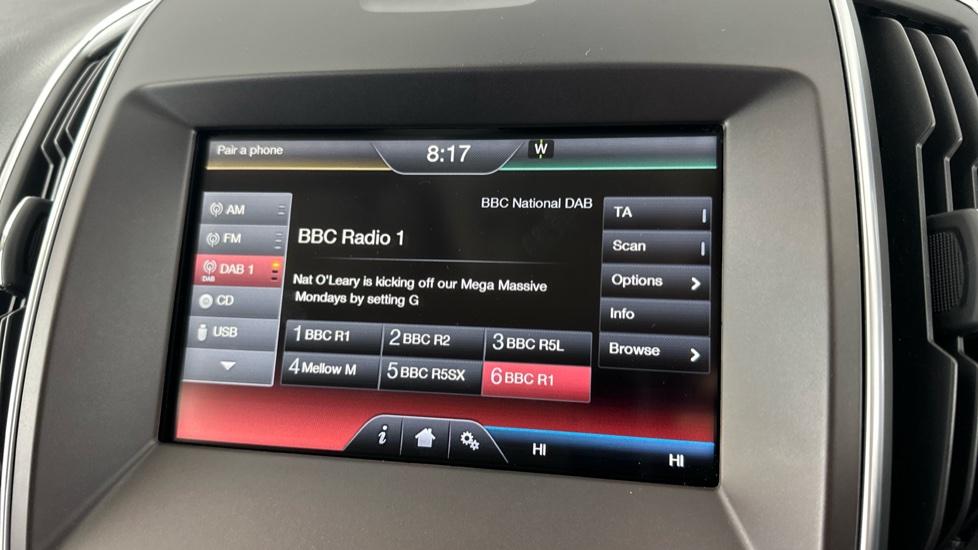 Pair a phone
8:17
W
AM
FM
DAB
DAB 1
CD
USB
BBC National DAB
BBC Radio 1
Nat O'Leary is kicking off our Mega Massive
Mondays by setting G
1 BBC R1
2 BBC R2
3 BBC R5L
4 Mellow M
5 BBC R5SX
6 BBC R1
TA
Scan
Options
Info
Browse
i
HI
HI